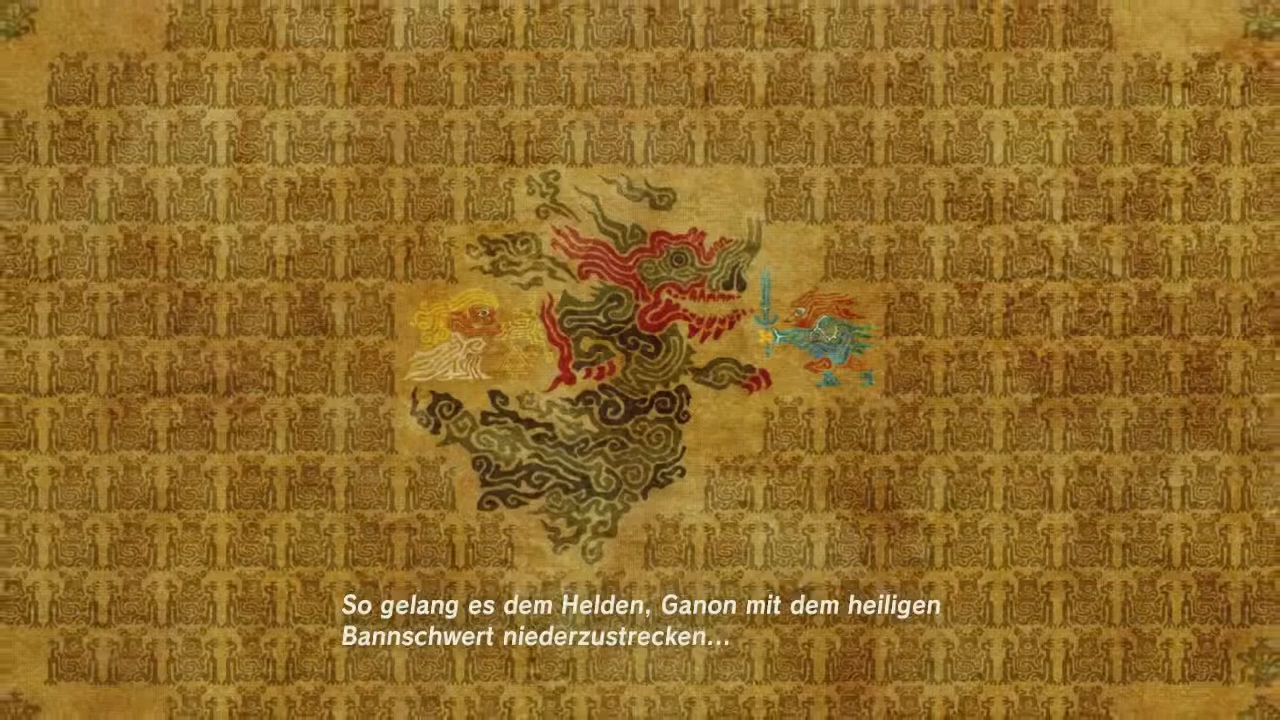 So gelang es dem Helden, Ganon mit dem heiligen
Bannschwert niederzustrecken...